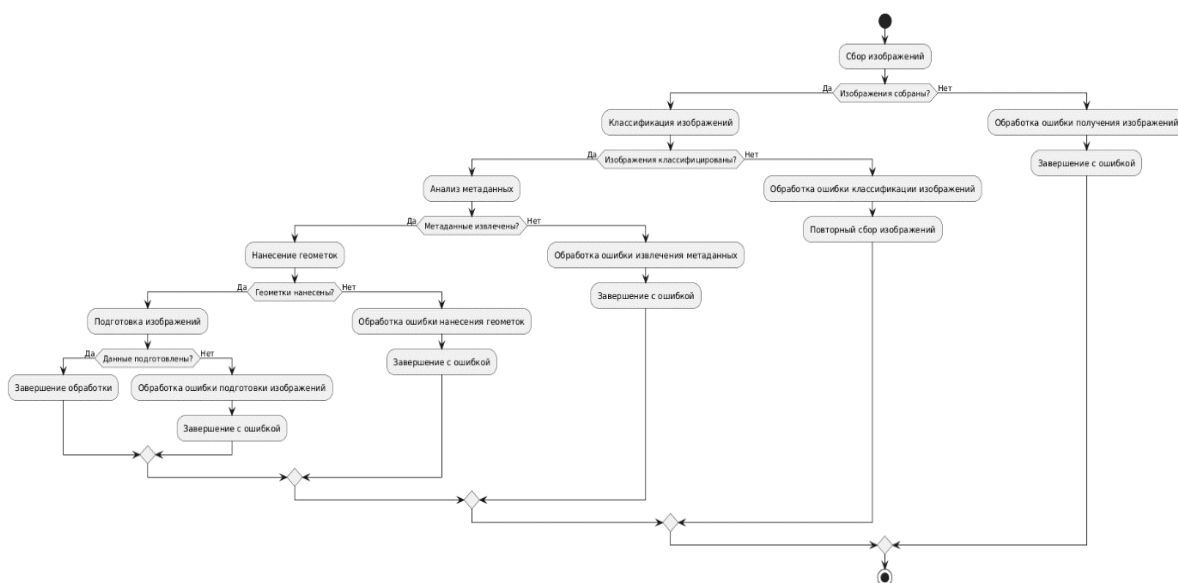 Сбор изображений
Да
Изображения собраны?
Нет
Классификация изображений
Обработка ошибки получения изображений
Да
Изображения классифицированы?
Нет
Завершение с ошибкой
Анализ метаданных
Обработка ошибки классификации изображений
Да
Метаданные извлечены?
Нет
Повторный сбор изображений
Нанесение геометок
Обработка ошибки извлечения метаданных
Да
Геометки нанесены?
Нет
Завершение с ошибкой
Подготовка изображений
Обработка ошибки нанесения геометок
Да
Данные подготовлены?
Нет
Завершение с ошибкой
Завершение обработки
Обработка ошибки подготовки изображений
Завершение с ошибкой